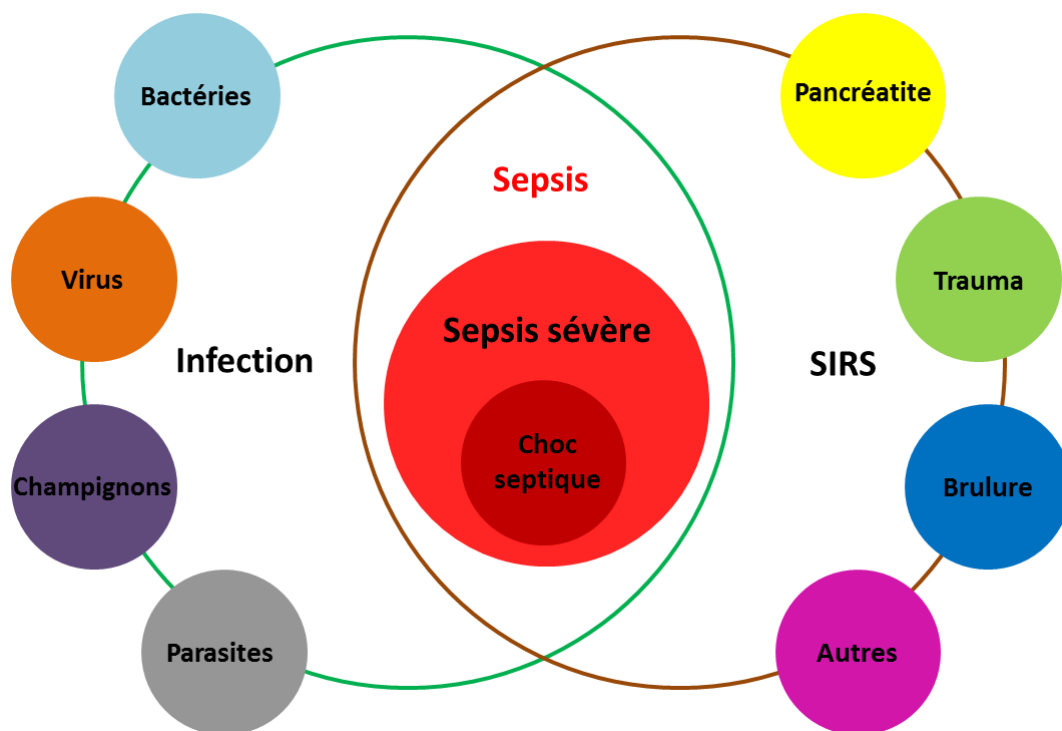 Bactéries
Pancréatite
Sepsis
Virus
Trauma
Sepsis sévère
Infection
SIRS
Choc
septique
Champignons
Brulure
Parasites
Autres